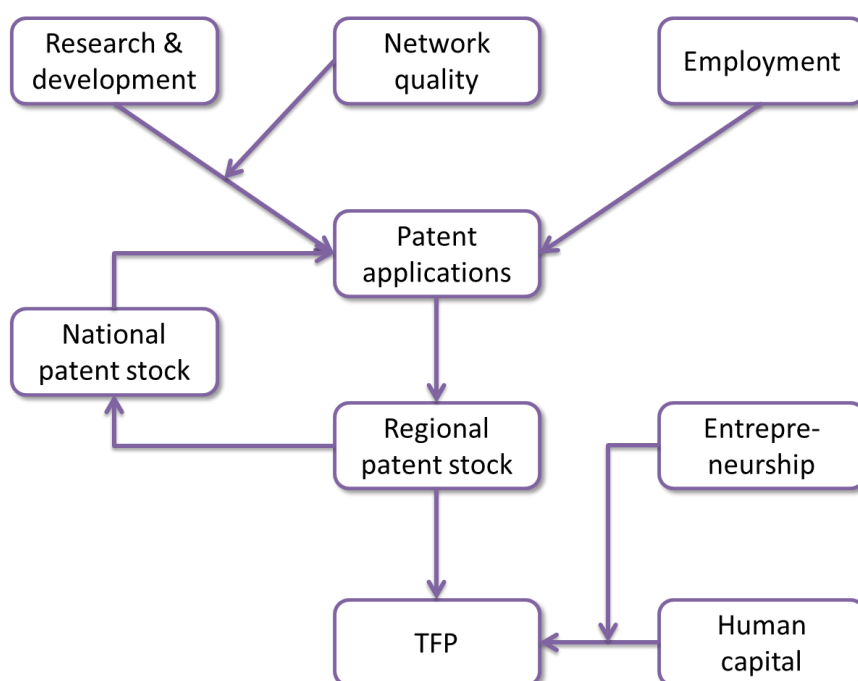 Research &
development
Network
quality
Employment
Patent
applications
National
patent stock
Regional
patent stock
Entrepre-
neurship
TFP
Human
capital